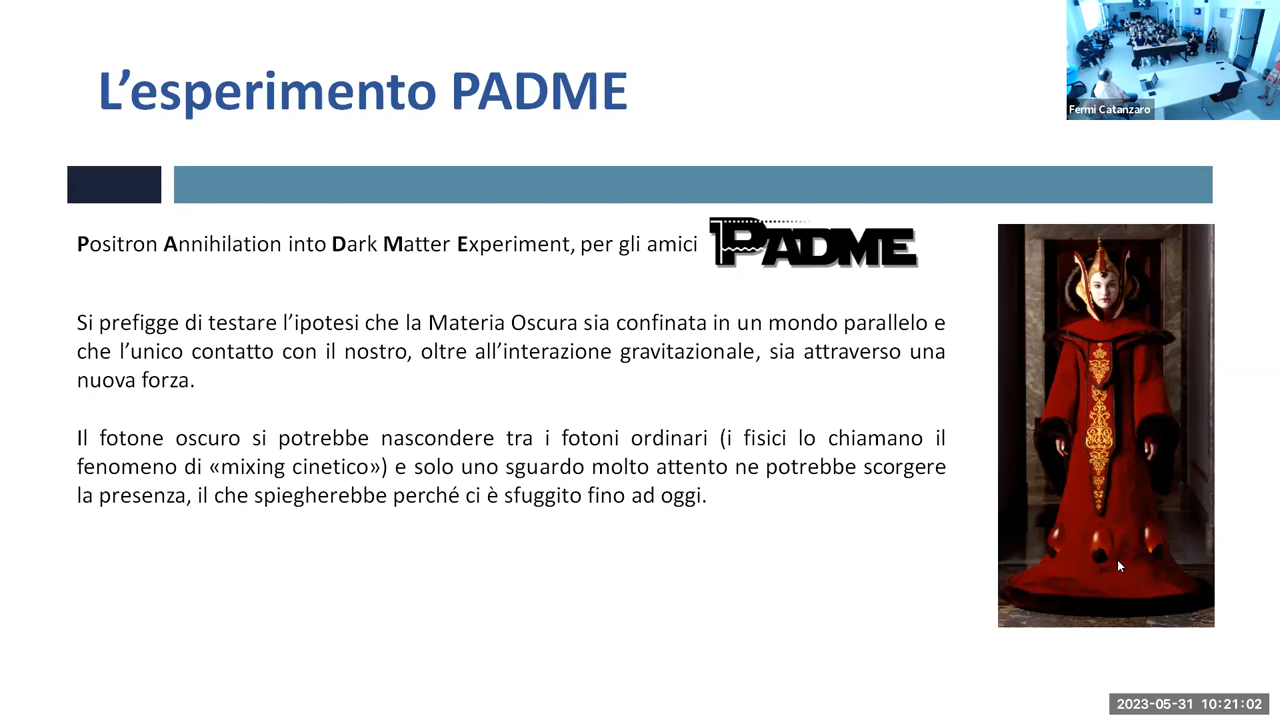 L’esperimento PADME
Fermi Catanzaro
Positron Annihilation into Dark Matter Experiment, per gli amici PADME
Si prefigge di testare l’ipotesi che la Materia Oscura sia confinata in un mondo parallelo e
che l’unico contatto con il nostro, oltre all’interazione gravitazionale, sia attraverso una
nuova forza.
Il fotone oscuro si potrebbe nascondere tra i fotoni ordinari (i fisici lo chiamano il
fenomeno di «mixing cinetico») e solo uno sguardo molto attento ne potrebbe scorgere
la presenza, il che spiegherebbe perché ci è sfuggito fino ad oggi.
2023-05-31 10:21:02